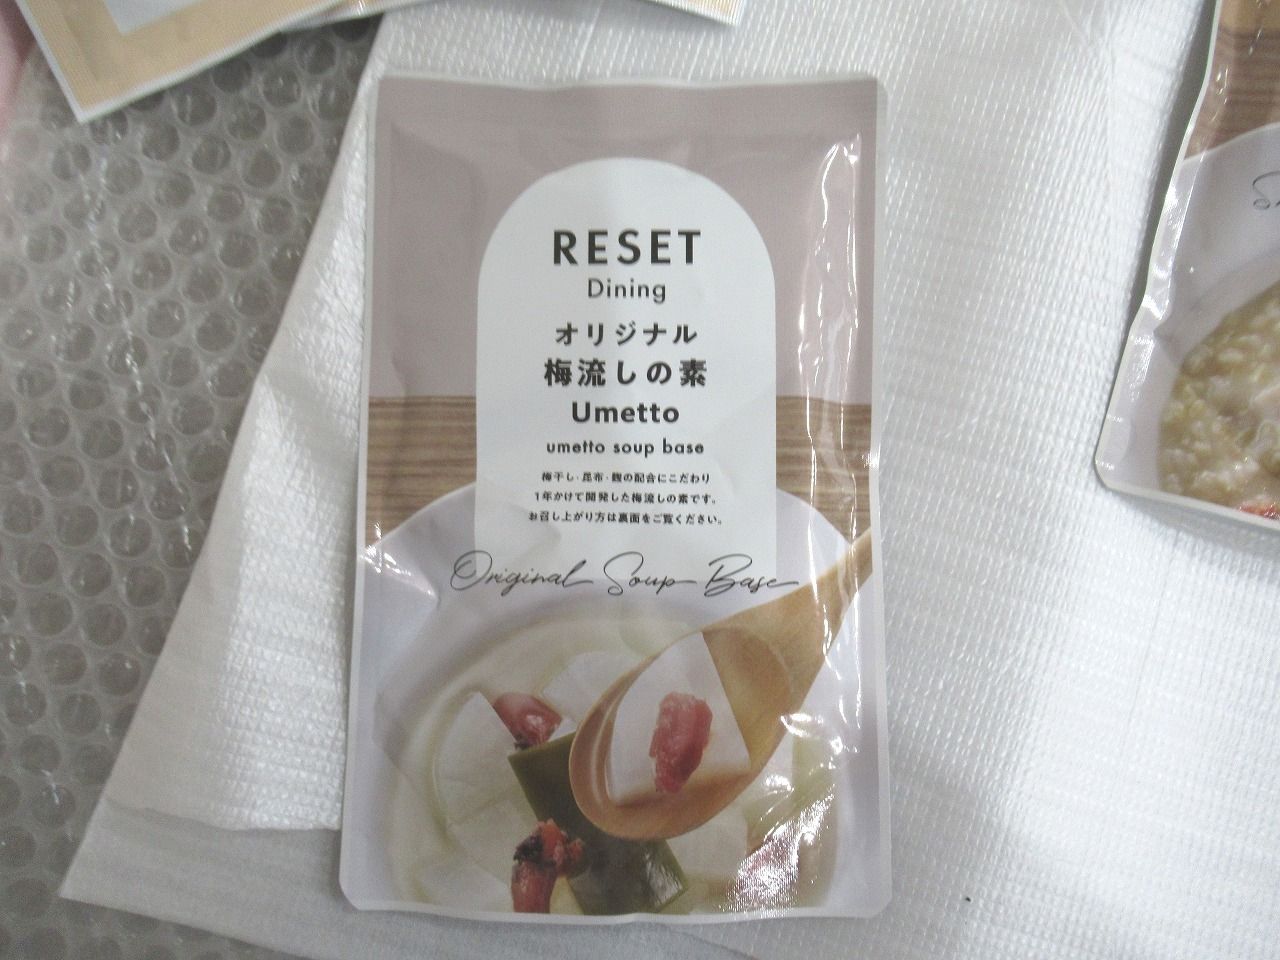 RESET
Dining
オリジナル
梅流しの素
Umetto
umetto soup base
梅干し・昆布・麹の配合にこだわり
1年かけて開発した梅流しの素です。
お召し上がり方は裏面をご覧ください。
Original Soup Base